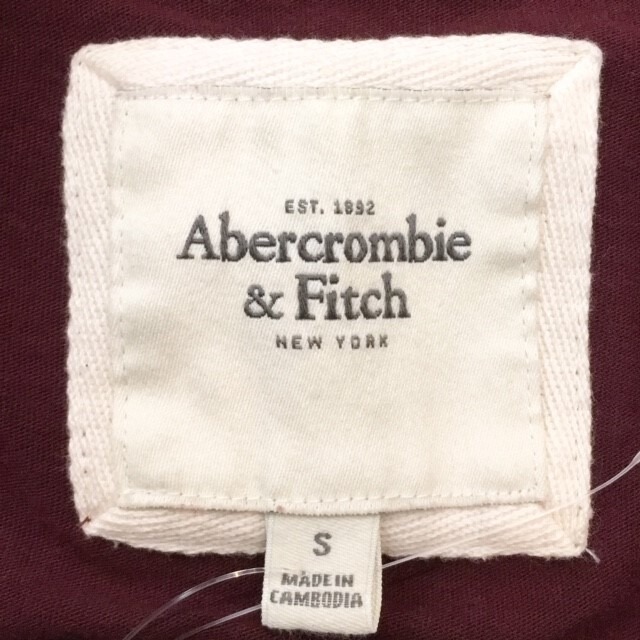 EST. 1892
Abercrombie
& Fitch
NEW YORK
S
MADE IN
CAMBODIA